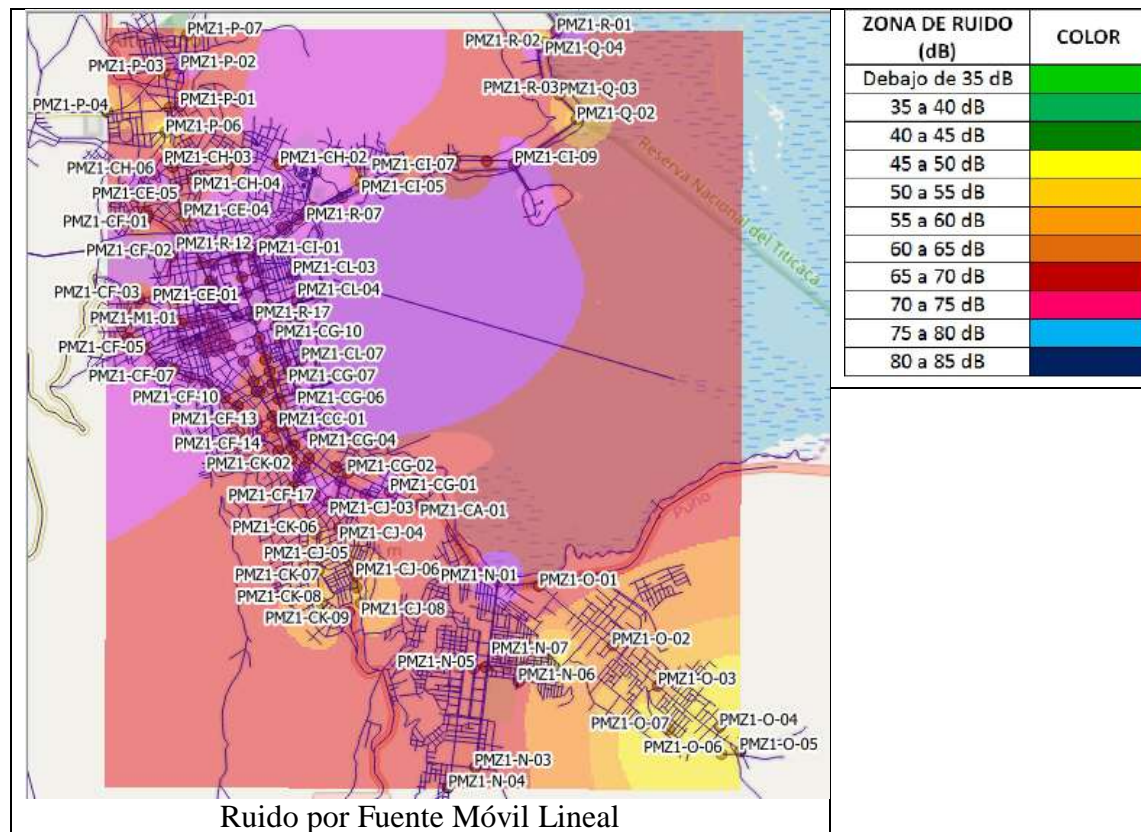 PMZ1-P-07
PMZ1-R-01
PMZ1-R-02
PMZ1-Q-04
PMZ1-P-03
PMZ1-P-02
PMZ1-R-03
PMZ1-Q-03
PMZ1-P-04
PMZ1-P-01
PMZ1-Q-02
PMZ1-P-06
PMZ1-CH-06
PMZ1-CH-03
PMZ1-CH-02
PMZ1-CI-07
PMZ1-CI-09
Reserva Nacional del Titicaca
PMZ1-CE-05
PMZ1-CH-04
PMZ1-CI-05
PMZ1-CF-01
PMZ1-CE-04
PMZ1-R-07
PMZ1-CF-02
PMZ1-R-12
PMZ1-CI-01
PMZ1-CL-03
PMZ1-CF-03
PMZ1-CE-01
PMZ1-CL-04
PMZ1-M1-01
PMZ1-R-17
PMZ1-CG-10
PMZ1-CF-05
PMZ1-CL-07
PMZ1-CF-07
PMZ1-CG-07
PMZ1-CF-10
PMZ1-CG-06
PMZ1-CF-13
PMZ1-CC-01
PMZ1-CF-14
PMZ1-CG-04
PMZ1-CK-02
PMZ1-CG-02
PMZ1-CF-17
PMZ1-CG-01
PMZ1-CJ-03
PMZ1-CA-01
Puno
PMZ1-CK-06
PMZ1-CJ-04
PMZ1-CJ-05
PMZ1-CK-07
PMZ1-CJ-06
PMZ1-N-01
PMZ1-O-01
PMZ1-CK-08
PMZ1-CJ-08
PMZ1-CK-09
PMZ1-N-07
PMZ1-O-02
PMZ1-N-05
PMZ1-N-06
PMZ1-O-03
PMZ1-O-07
PMZ1-O-04
PMZ1-O-06
PMZ1-O-05
PMZ1-N-03
PMZ1-N-04
Ruido por Fuente Móvil Lineal
ZONA DE RUIDO (dB) COLOR
Debajo de 35 dB
35 a 40 dB
40 a 45 dB
45 a 50 dB
50 a 55 dB
55 a 60 dB
60 a 65 dB
65 a 70 dB
70 a 75 dB
75 a 80 dB
80 a 85 dB